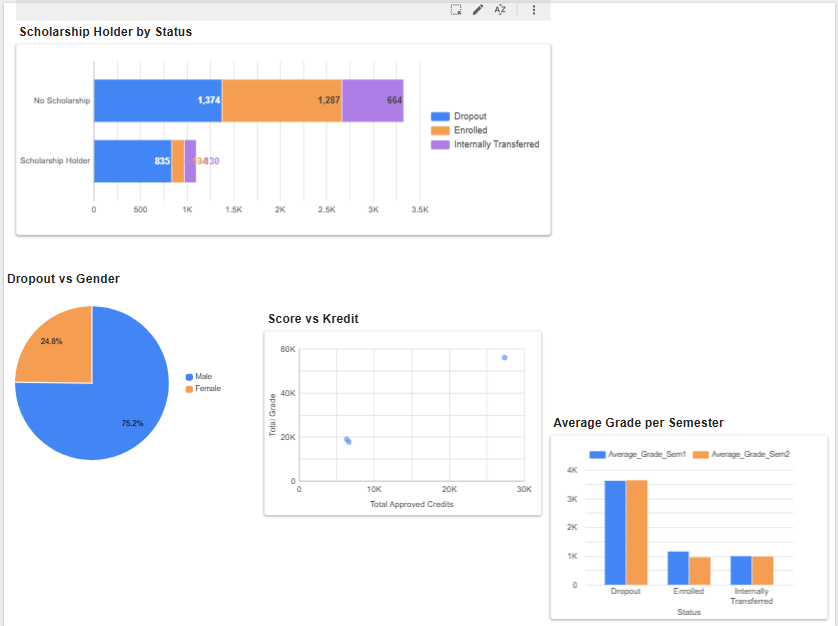 Scholarship Holder by Status
No Scholarship
1,374
1,287
664
Dropout
Enrolled
Internally Transferred
Scholarship Holder
835
0
500
1K
1.5K
2K
2.5K
3K
3.5K
Dropout vs Gender
24.8%
75.2%
Male
Female
Score vs Kredit
60K
40K
20K
0
Total Grade
0
10K
20K
30K
Total Approved Credits
Average Grade per Semester
Average_Grade_Sem1
Average_Grade_Sem2
4K
3K
2K
1K
0
Dropout
Enrolled
Internally
Transferred
Status